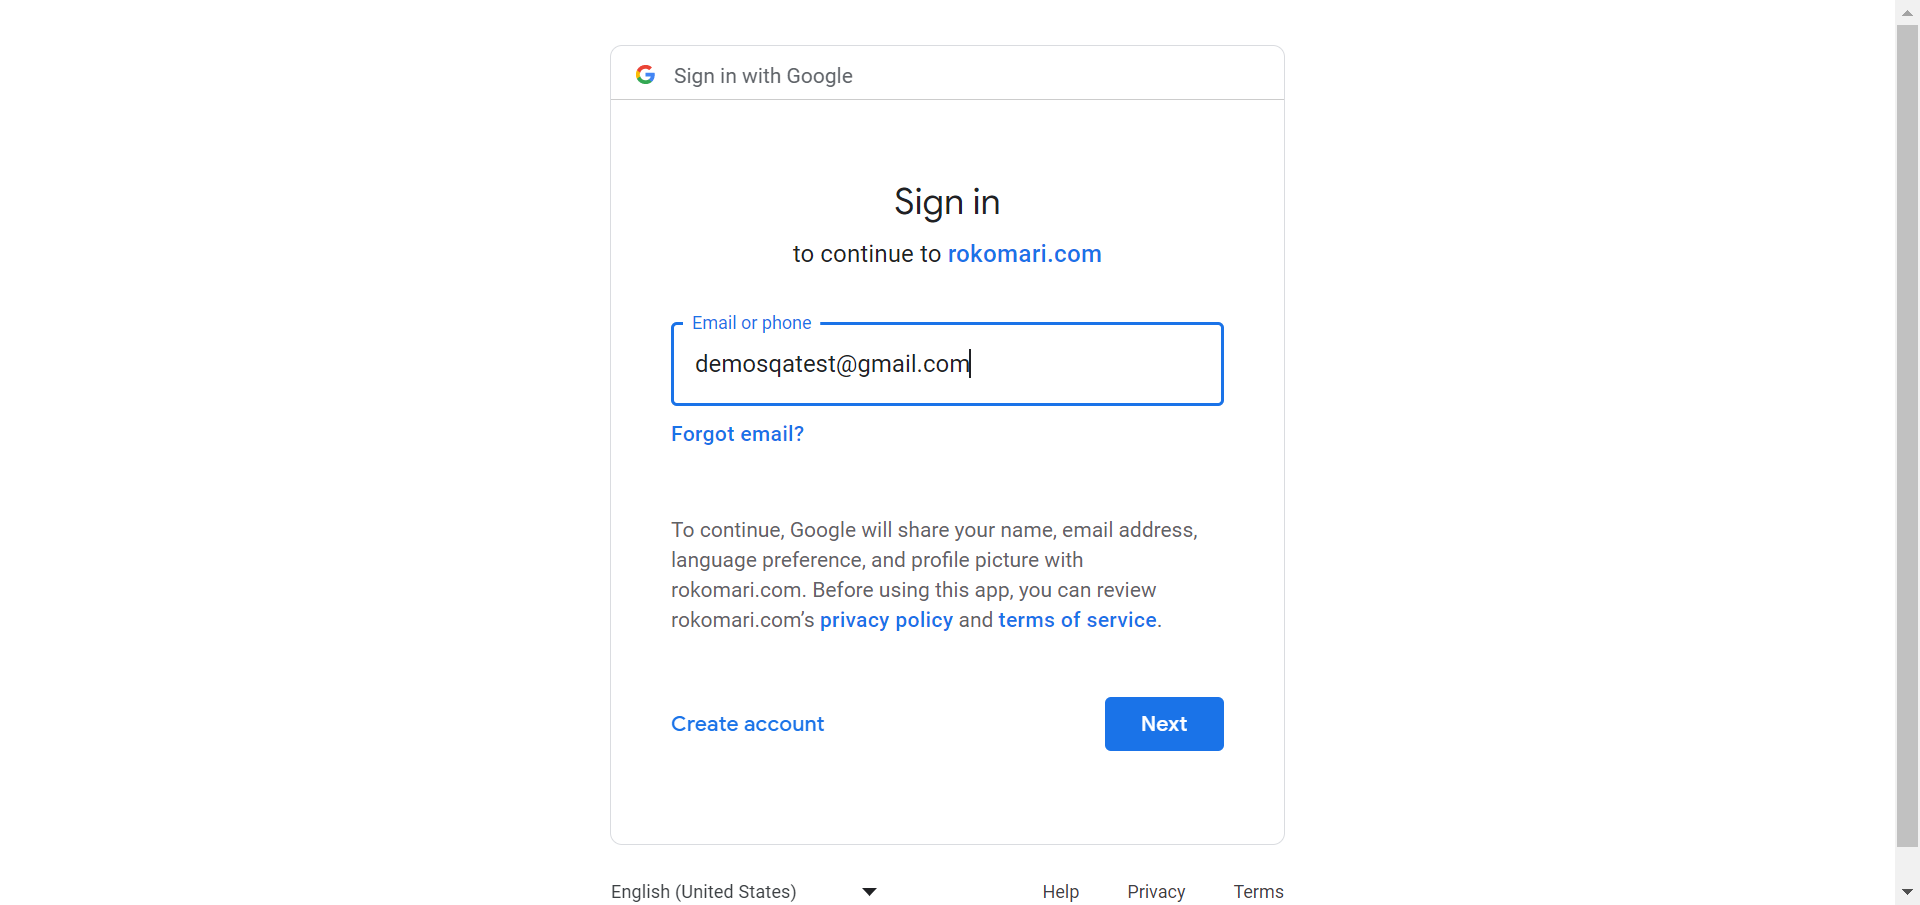 Sign in with Google
Sign in
to continue to rokomari.com
Email or phone
demosqatest@gmail.com
Forgot email?
To continue, Google will share your name, email address,
language preference, and profile picture with
rokomari.com. Before using this app, you can review
rokomari.com’s privacy policy and terms of service.
Create account
Next
English (United States)
Help
Privacy
Terms